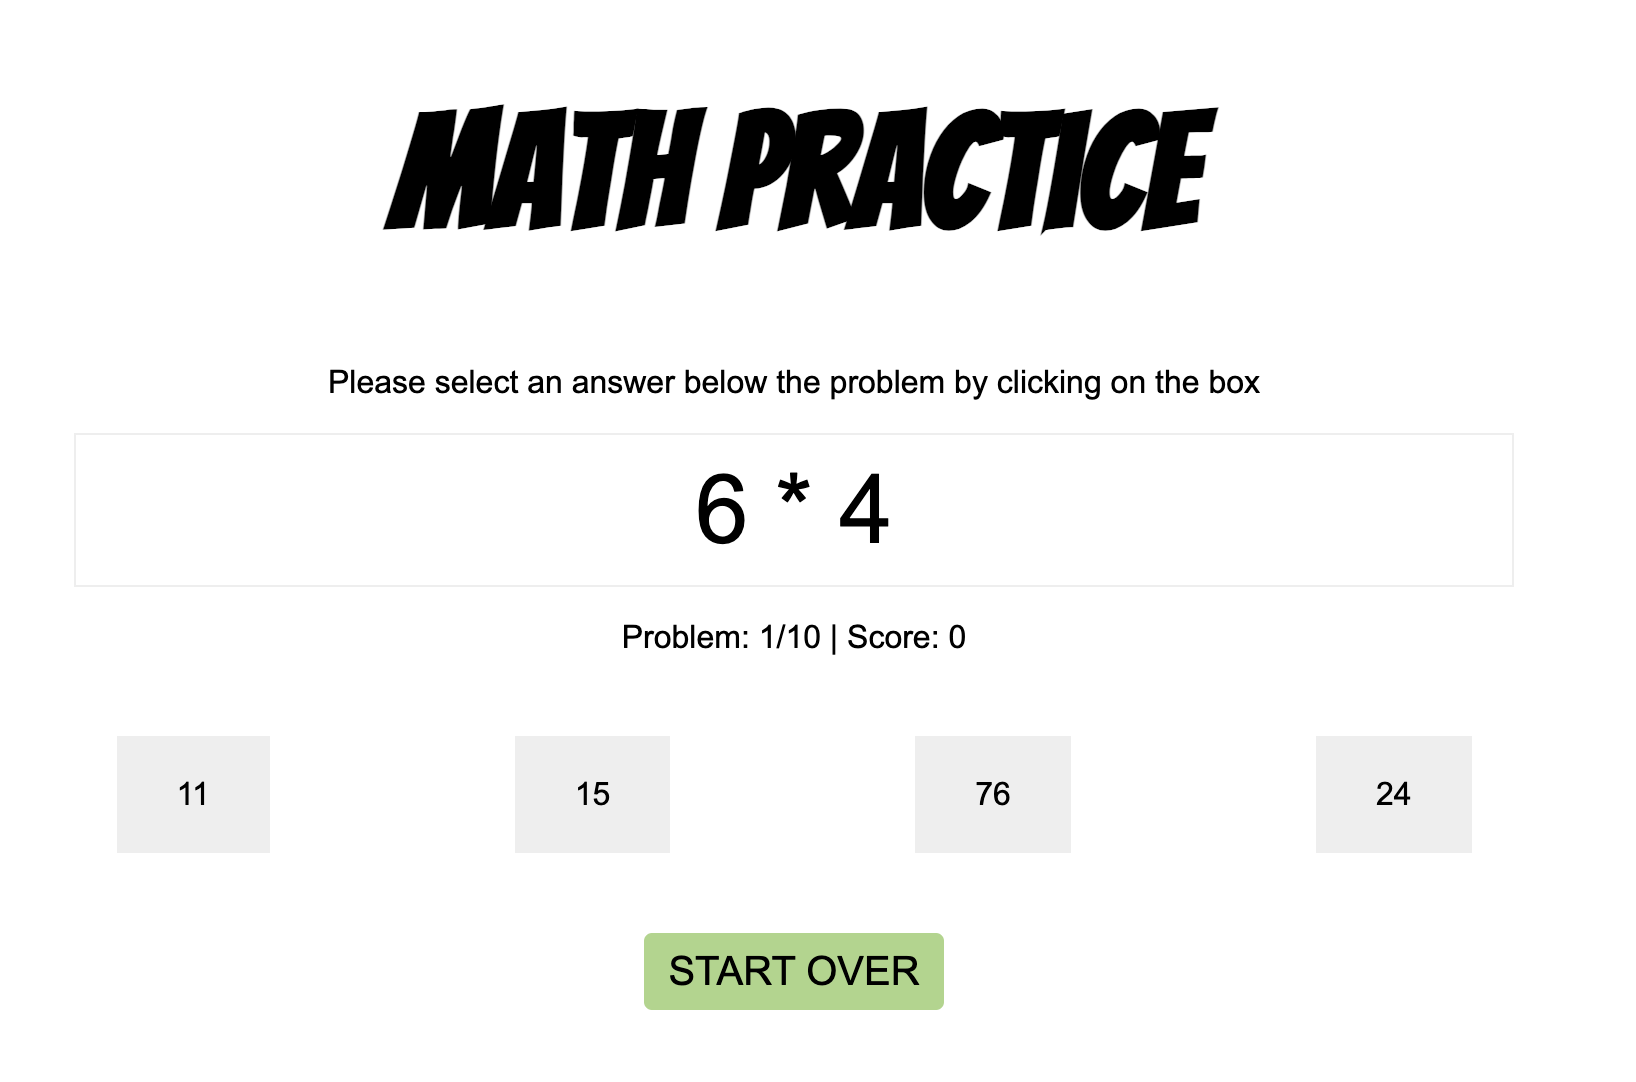 MATH PRACTICE
Please select an answer below the problem by clicking on the box
6 * 4
Problem: 1/10 | Score: 0
11 15 76 24
START OVER